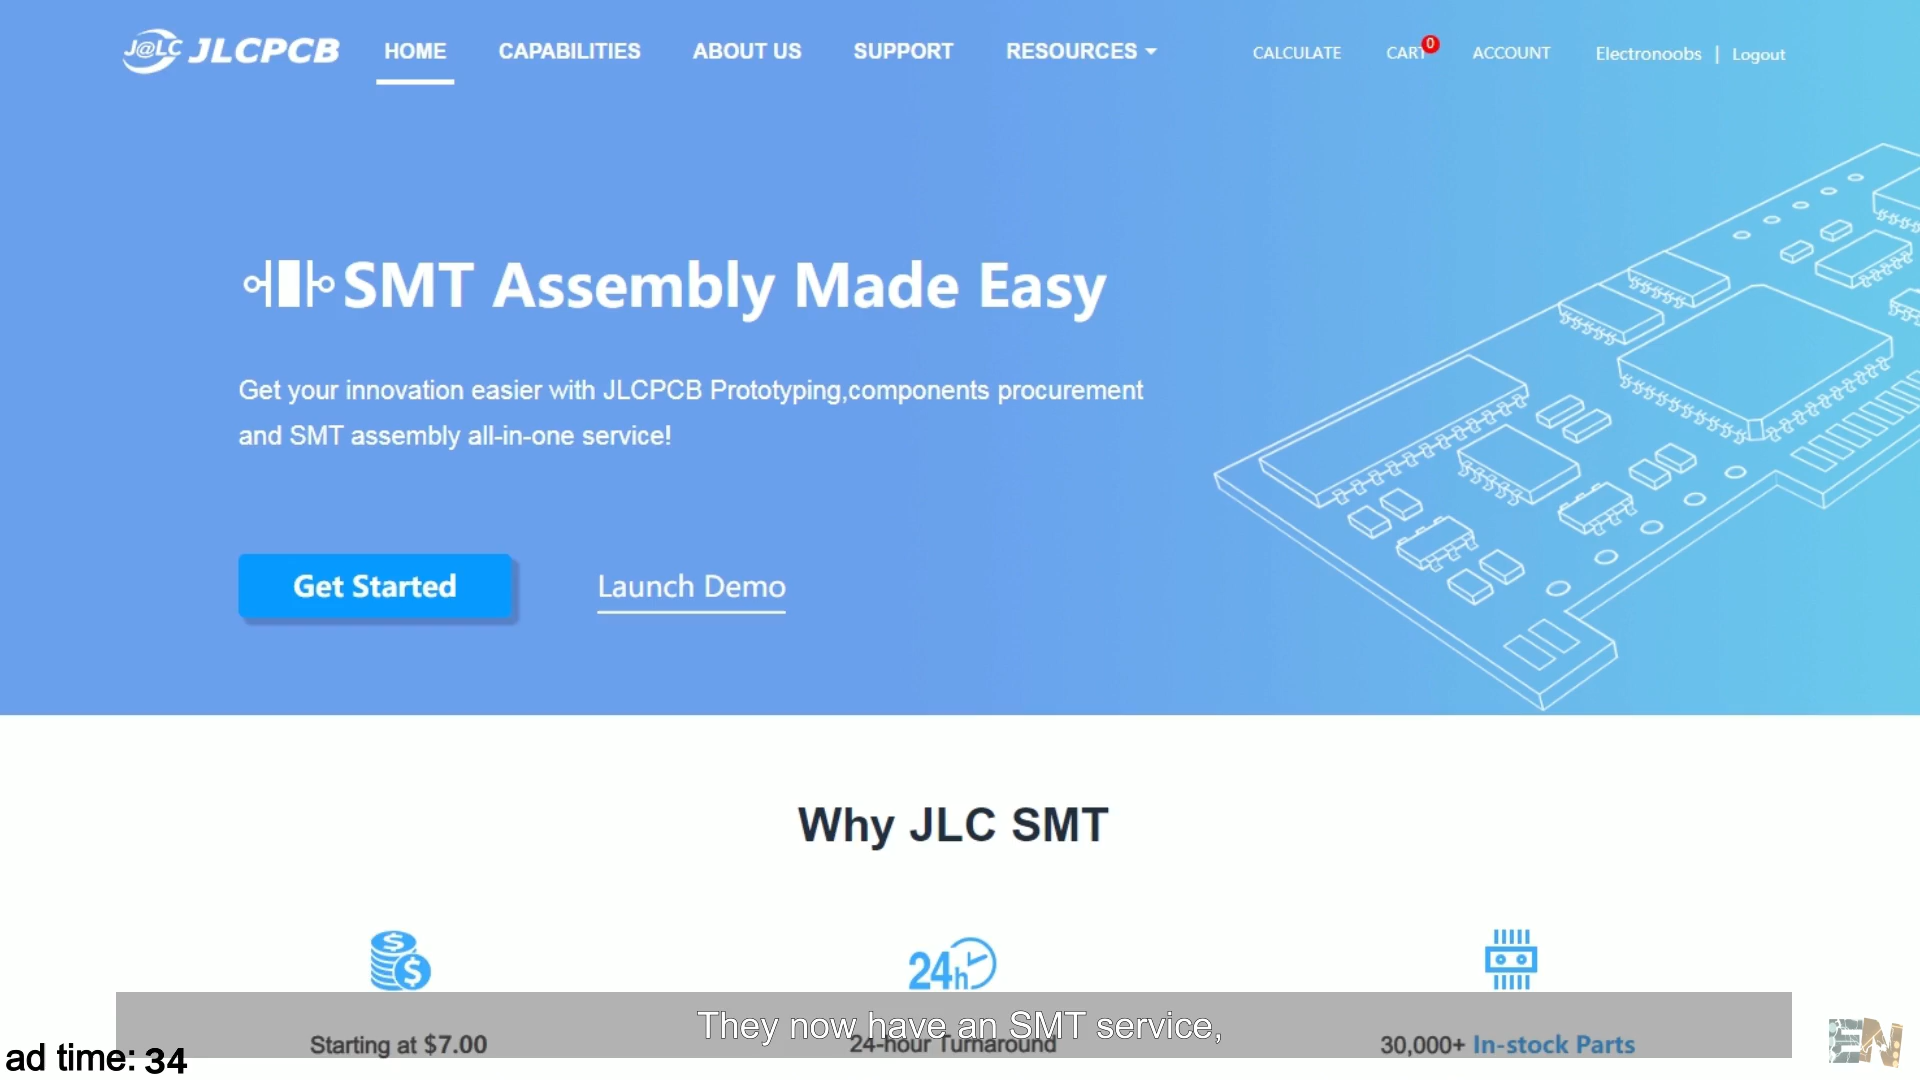 J@LC JLCPCB HOME CAPABILITIES ABOUT US SUPPORT RESOURCES CALCULATE CART 0 ACCOUNT Electronoobs | Logout
SMT Assembly Made Easy
Get your innovation easier with JLCPCB Prototyping,components procurement
and SMT assembly all-in-one service!
Get Started Launch Demo
Why JLC SMT
24h
They now have an SMT service,
Starting at $7.00 24-hour Turnaround 30,000+ In-stock Parts
ad time: 34
EN